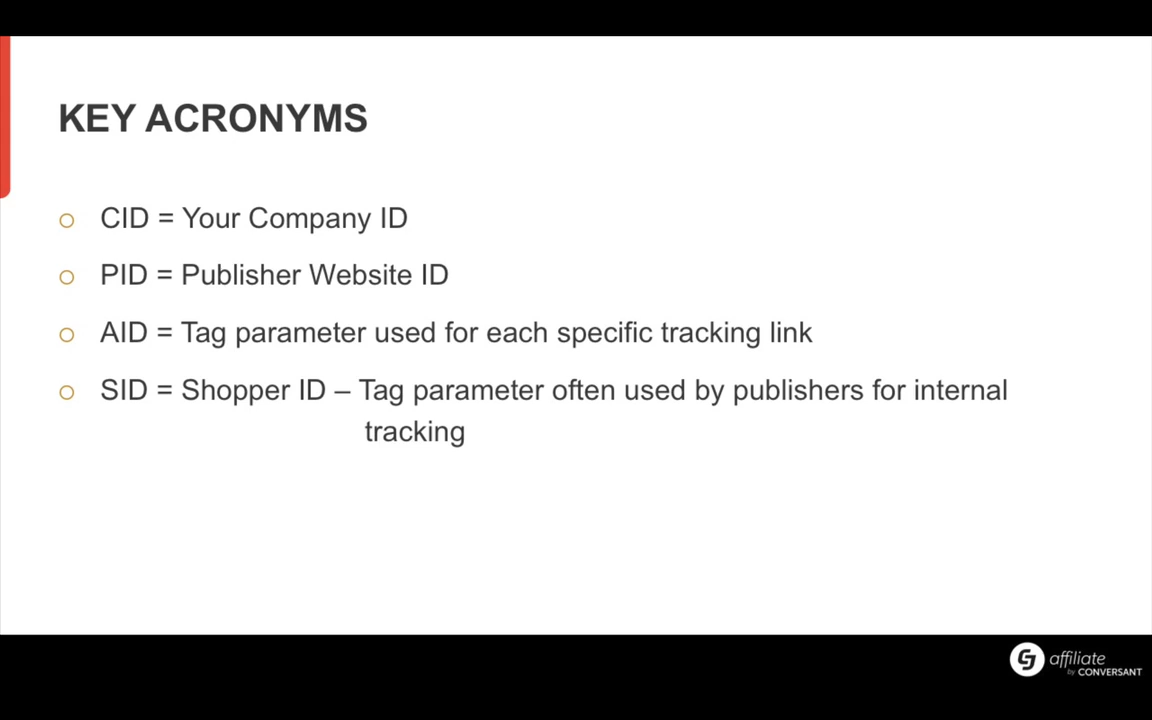 KEY ACRONYMS
o CID = Your Company ID
o PID = Publisher Website ID
o AID = Tag parameter used for each specific tracking link
o SID = Shopper ID – Tag parameter often used by publishers for internal
tracking
CJ affiliate
by CONVERSANT